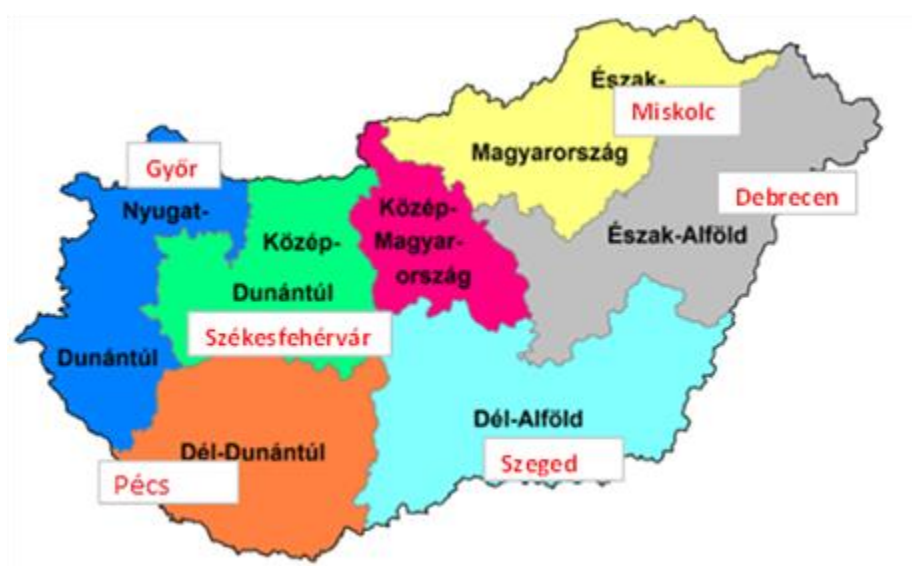 Észak-
Miskolc
Magyarország
Győr
Debrecen
Nyugat-
Közép-
Magyar-
ország
Közép-
Dunántúl
Észak-Alföld
Székesfehérvár
Dunántúl
Dél-Alföld
Dél-Dunántúl
Szeged
Pécs